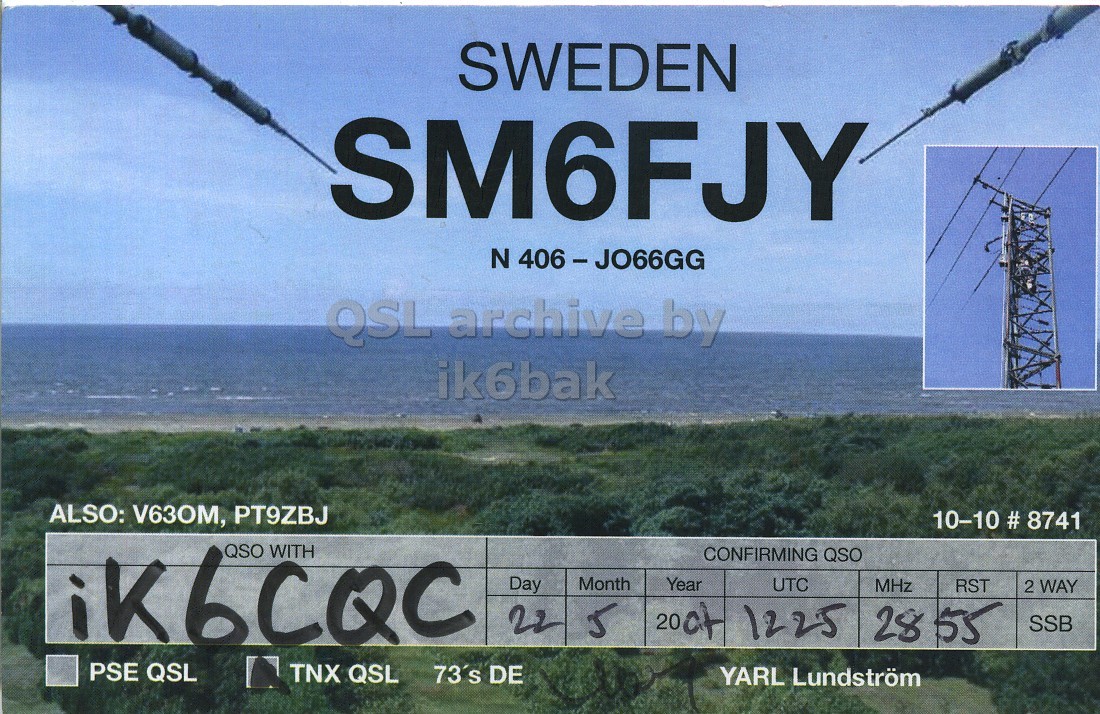 SWEDEN
SM6FJY
N 406 – JO66GG
QSL archive by
ik6bak
ALSO: V63OM, PT9ZBJ
10–10 # 8741
QSO WITH
CONFIRMING QSO
Day Month Year UTC MHz RST 2 WAY
iK6CQC 22 5 20 1225 28 55 SSB
PSE QSL TNX QSL 73´s DE YARL Lundström